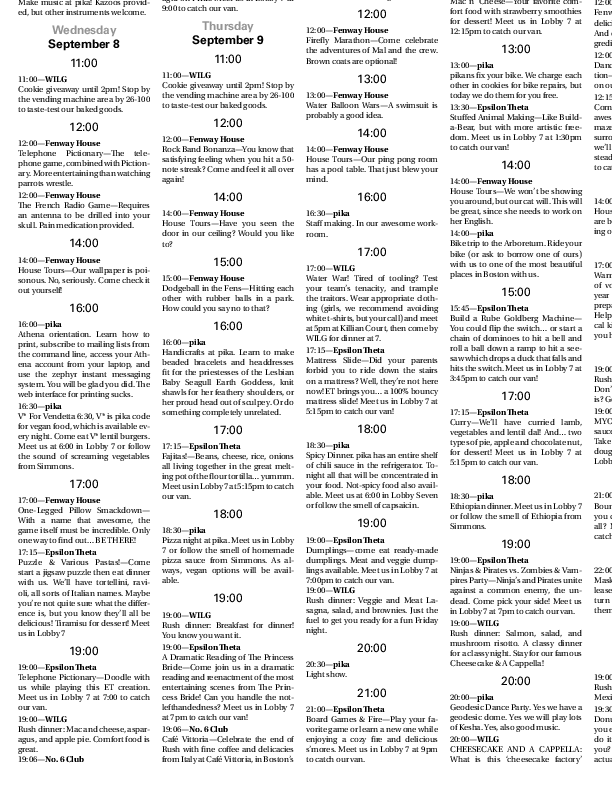 Make music at pika! Kazoos provid-
ed, but other instruments welcome.
Wednesday
September 8
11:00
11:00—WILG
Cookie giveaway until 2pm! Stop by
the vending machine area by 26-100
to taste-test our baked goods.
12:00
12:00—Fenway House
Telephone Pictionary—The tele-
phone game, combined with Piction-
ary. More entertaining than watching
parrots wrestle.
12:00—Fenway House
The French Radio Game—Requires
an antenna to be drilled into your
skull. Pain medication provided.
14:00
14:00—Fenway House
House Tours—Our wallpaper is poi-
sonous. No, seriously. Come check it
out yourself!
16:00
16:00—pika
Athena orientation. Learn how to
print, subscribe to mailing lists from
the command line, access your Ath-
ena account from your laptop, and
use the zephyr instant messaging
system. You will be glad you did. The
web interface for printing sucks.
16:30—pika
V* For Vendetta 6:30, V* is pika code
for vegan food, which is available ev-
ery night. Come eat V* lentil burgers.
Meet us at 6:00 in Lobby 7 or follow
the sound of screaming vegetables
from Simmons.
17:00
17:00—Fenway House
One-Legged Pillow Smackdown—
With a name that awesome, the
game itself must be incredible. Only
one way to find out... BE THERE!
17:15—Epsilon Theta
Puzzle & Various Pastas!—Come
start a jigsaw puzzle then eat dinner
with us. We'll have tortellini, ravi-
oli, all sorts of Italian names. Maybe
you're not quite sure what the differ-
ence is, but you know they'll all be
delicious! Tiramisu for dessert! Meet
us in Lobby 7
19:00
19:00—Epsilon Theta
Telephone Pictionary—Doodle with
us while playing this ET creation.
Meet us in Lobby 7 at 7:00 to catch
our van.
19:00—WILG
Rush dinner: Mac and cheese, aspar-
agus, and apple pie. Comfort food is
great.
19:06—No. 6 Club
9:00 to catch our van.
Thursday
September 9
11:00
11:00—WILG
Cookie giveaway until 2pm! Stop by
the vending machine area by 26-100
to taste-test our baked goods.
12:00
12:00—Fenway House
Rock Band Bonanza—You know that
satisfying feeling when you hit a 50-
note streak? Come and feel it all over
again!
14:00
14:00—Fenway House
House Tours—Have you seen the
door in our ceiling? Would you like
to?
15:00
15:00—Fenway House
Dodgeball in the Fens—Hitting each
other with rubber balls in a park.
How could you say no to that?
16:00
16:00—pika
Handicrafts at pika. Learn to make
beaded bracelets and headdresses
fit for the priestesses of the Lesbian
Baby Seagull Earth Goddess, knit
shawls for her feathery shoulders, or
her proud head out of sculpey. Or do
something completely unrelated.
17:00
17:15—Epsilon Theta
Fajitas!—Beans, cheese, rice, onions
all living together in the great melt-
ing pot of the flour tortilla... yummm.
Meet us in Lobby 7 at 5:15pm to catch
our van.
18:00
18:30—pika
Pizza night at pika. Meet us in Lobby
7 or follow the smell of homemade
pizza sauce from Simmons. As al-
ways, vegan options will be avail-
able.
19:00
19:00—WILG
Rush dinner: Breakfast for dinner!
You know you want it.
19:00—Epsilon Theta
A Dramatic Reading of The Princess
Bride—Come join us in a dramatic
reading and reenactment of the most
entertaining scenes from The Prin-
cess Bride! Can you handle the not-
lefthandedness? Meet us in Lobby 7
at 7 pm to catch our van!
19:06—No. 6 Club
Café Vittoria—Celebrate the end of
Rush with fine coffee and delicacies
from Italy at Café Vittoria, in Boston's
12:00
12:00—Fenway House
Firefly Marathon—Come celebrate
the adventures of Mal and the crew.
Brown coats are optional!
13:00
13:00—Fenway House
Water Balloon Wars—A swimsuit is
probably a good idea.
14:00
14:00—Fenway House
House Tours—Our ping pong room
has a pool table. That just blew your
mind.
16:00
16:30—pika
Staff making. In our awesome work-
room.
17:00
17:00—WILG
Water War! Tired of tooling? Test
your team's tenacity, and trample
the traitors. Wear appropriate cloth-
ing (girls, we recommend avoiding
white t-shirts, but your call) and meet
at 5pm at Killian Court, then come by
WILG for dinner at 7.
17:15—Epsilon Theta
Mattress Slide—Did your parents
forbid you to ride down the stairs
on a mattress? Well, they're not here
now! ET brings you... a 100% bouncy
mattress slide! Meet us in Lobby 7 at
5:15pm to catch our van!
18:00
18:30—pika
Spicy Dinner. pika has an entire shelf
of chili sauce in the refrigerator. To-
night all that will be concentrated in
your food. Not-spicy food also avail-
able. Meet us at 6:00 in Lobby Seven
or follow the smell of capsaicin.
19:00
19:00—Epsilon Theta
Dumplings—come eat ready-made
dumplings. Meat and veggie dump-
lings available. Meet us in Lobby 7 at
7:00pm to catch our van.
19:00—WILG
Rush dinner: Veggie and Meat La-
sagna, salad, and brownies. Just the
fuel to get you ready for a fun Friday
night.
20:00
20:30—pika
Light show.
21:00
21:00—Epsilon Theta
Board Games & Fire—Play your fa-
vorite game or learn a new one while
enjoying a cozy fire and delicious
s'mores. Meet us in Lobby 7 at 9pm
to catch our van.
Mac n' Cheese—Your favorite com-
fort food with strawberry smoothies
for dessert! Meet us in Lobby 7 at
12:15pm to catch our van.
13:00
13:00—pika
pikans fix your bike. We charge each
other in cookies for bike repairs, but
today we do them for you free.
13:30—Epsilon Theta
Stuffed Animal Making—Like Build-
a-Bear, but with more artistic free-
dom. Meet us in Lobby 7 at 1:30pm
to catch our van!
14:00
14:00—Fenway House
House Tours—We won't be showing
you around, but our cat will. This will
be great, since she needs to work on
her English.
14:00—pika
Bike trip to the Arboretum. Ride your
bike (or ask to borrow one of ours)
with us to one of the most beautiful
places in Boston with us.
15:00
15:45—Epsilon Theta
Build a Rube Goldberg Machine—
You could flip the switch... or start a
chain of dominoes to hit a bell and
roll a ball down a ramp to hit a see-
saw which drops a duck that falls and
hits the switch. Meet us in Lobby 7 at
3:45pm to catch our van!
17:00
17:15—Epsilon Theta
Curry—We'll have curried lamb,
vegetables and lentil dal! And... two
types of pie, apple and chocolate nut,
for dessert! Meet us in Lobby 7 at
5:15pm to catch our van!
18:00
18:30—pika
Ethiopian dinner. Meet us in Lobby 7
or follow the smell of Ethiopia from
Simmons.
19:00
19:00—Epsilon Theta
Ninjas & Pirates vs. Zombies & Vam-
pires Party—Ninja's and Pirates unite
against a common enemy, the un-
dead. Come pick your side! Meet us
in Lobby 7 at 7pm to catch our van!
19:00—WILG
Rush dinner: Salmon, salad, and
mushroom risotto. A classy dinner
for a classy night. Stay for our famous
Cheesecake & A Cappella!
20:00
20:00—pika
Geodesic Dance Party. Yes we have a
geodesic dome. Yes we will play lots
of Kesha. Yes, also good music.
20:00—WILG
CHEESECAKE AND A CAPPELLA:
What is this 'cheesecake factory'